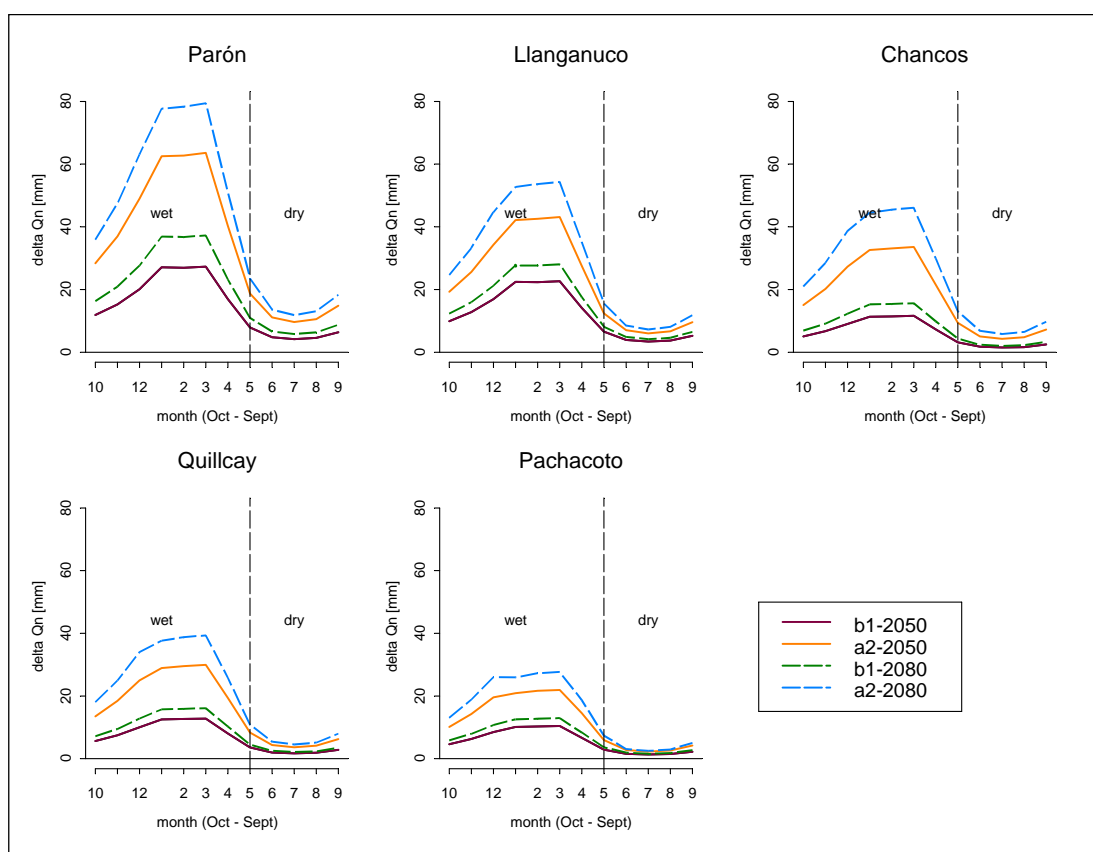 Parón
delta Qn [mm]
0 20 40 60 80
wet
dry
10 12 2 3 4 5 6 7 8 9
month (Oct - Sept)
Llanganuco
delta Qn [mm]
0 20 40 60 80
wet
dry
10 12 2 3 4 5 6 7 8 9
month (Oct - Sept)
Chancos
delta Qn [mm]
0 20 40 60 80
wet
dry
10 12 2 3 4 5 6 7 8 9
month (Oct - Sept)
Quillcay
delta Qn [mm]
0 20 40 60 80
wet
dry
10 12 2 3 4 5 6 7 8 9
month (Oct - Sept)
Pachacoto
delta Qn [mm]
0 20 40 60 80
wet
dry
10 12 2 3 4 5 6 7 8 9
month (Oct - Sept)
b1-2050
a2-2050
b1-2080
a2-2080